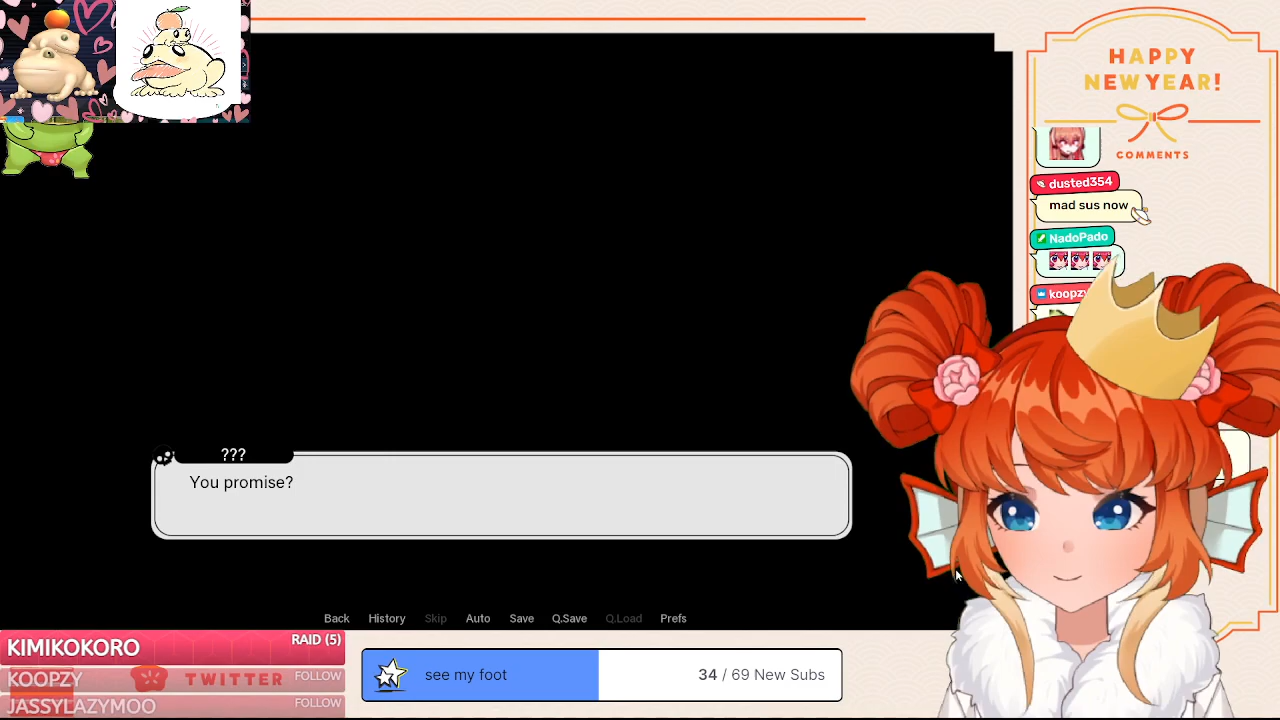 HAPPY
NEW YEAR!
COMMENTS
dusted354
mad sus now
NadoPado
koopzy
???
You promise?
Back History Skip Auto Save Q.Save Q.Load Prefs
KIMIKOKORO RAID (5)
KOOPZY TWITTER FOLLOW
JASSYLAZYMOO FOLLOW
see my foot 34 / 69 New Subs